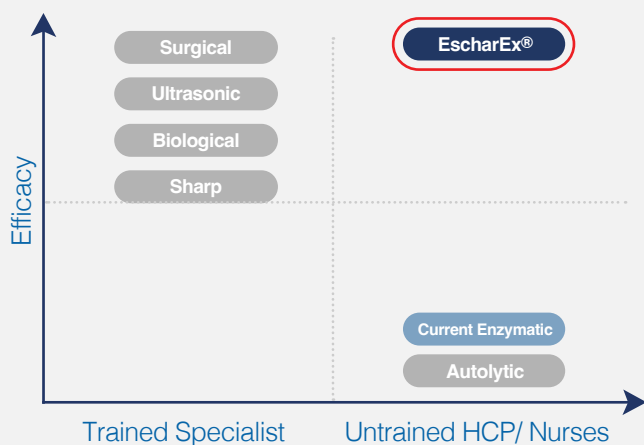 Efficacy
Surgical
Ultrasonic
Biological
Sharp
EscharEx®
Current Enzymatic
Autolytic
Trained Specialist
Untrained HCP/ Nurses